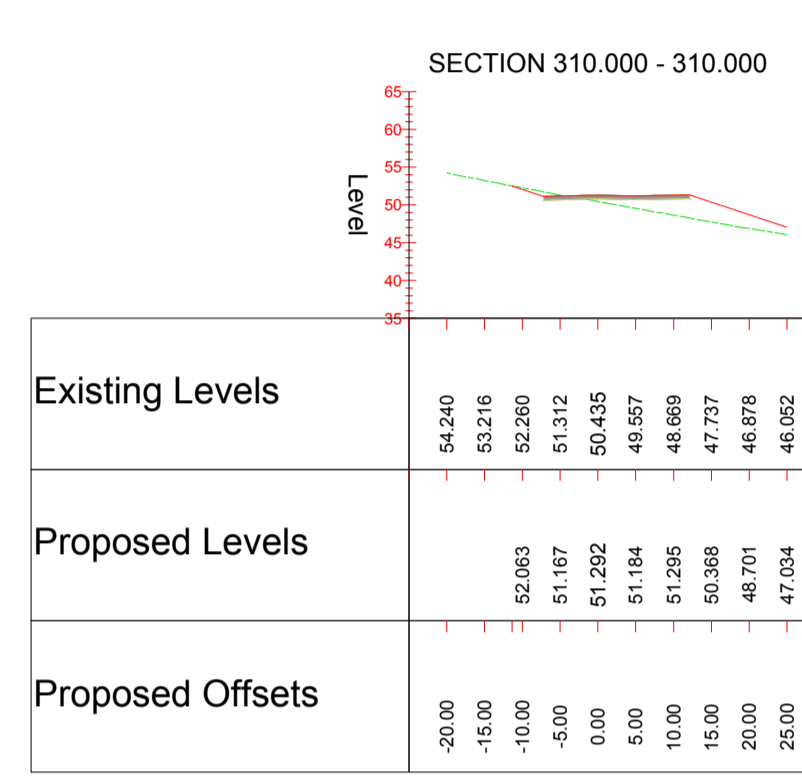 SECTION 310.000 - 310.000
65
60
55
50
45
40
35
Level
Existing Levels
54.240 53.216 52.260 51.312 50.435 49.557 48.669 47.737 46.878 46.052
Proposed Levels
52.063 51.167 51.292 51.184 51.295 50.368 48.701 47.034
Proposed Offsets
-20.00 -15.00 -10.00 -5.00 0.00 5.00 10.00 15.00 20.00 25.00